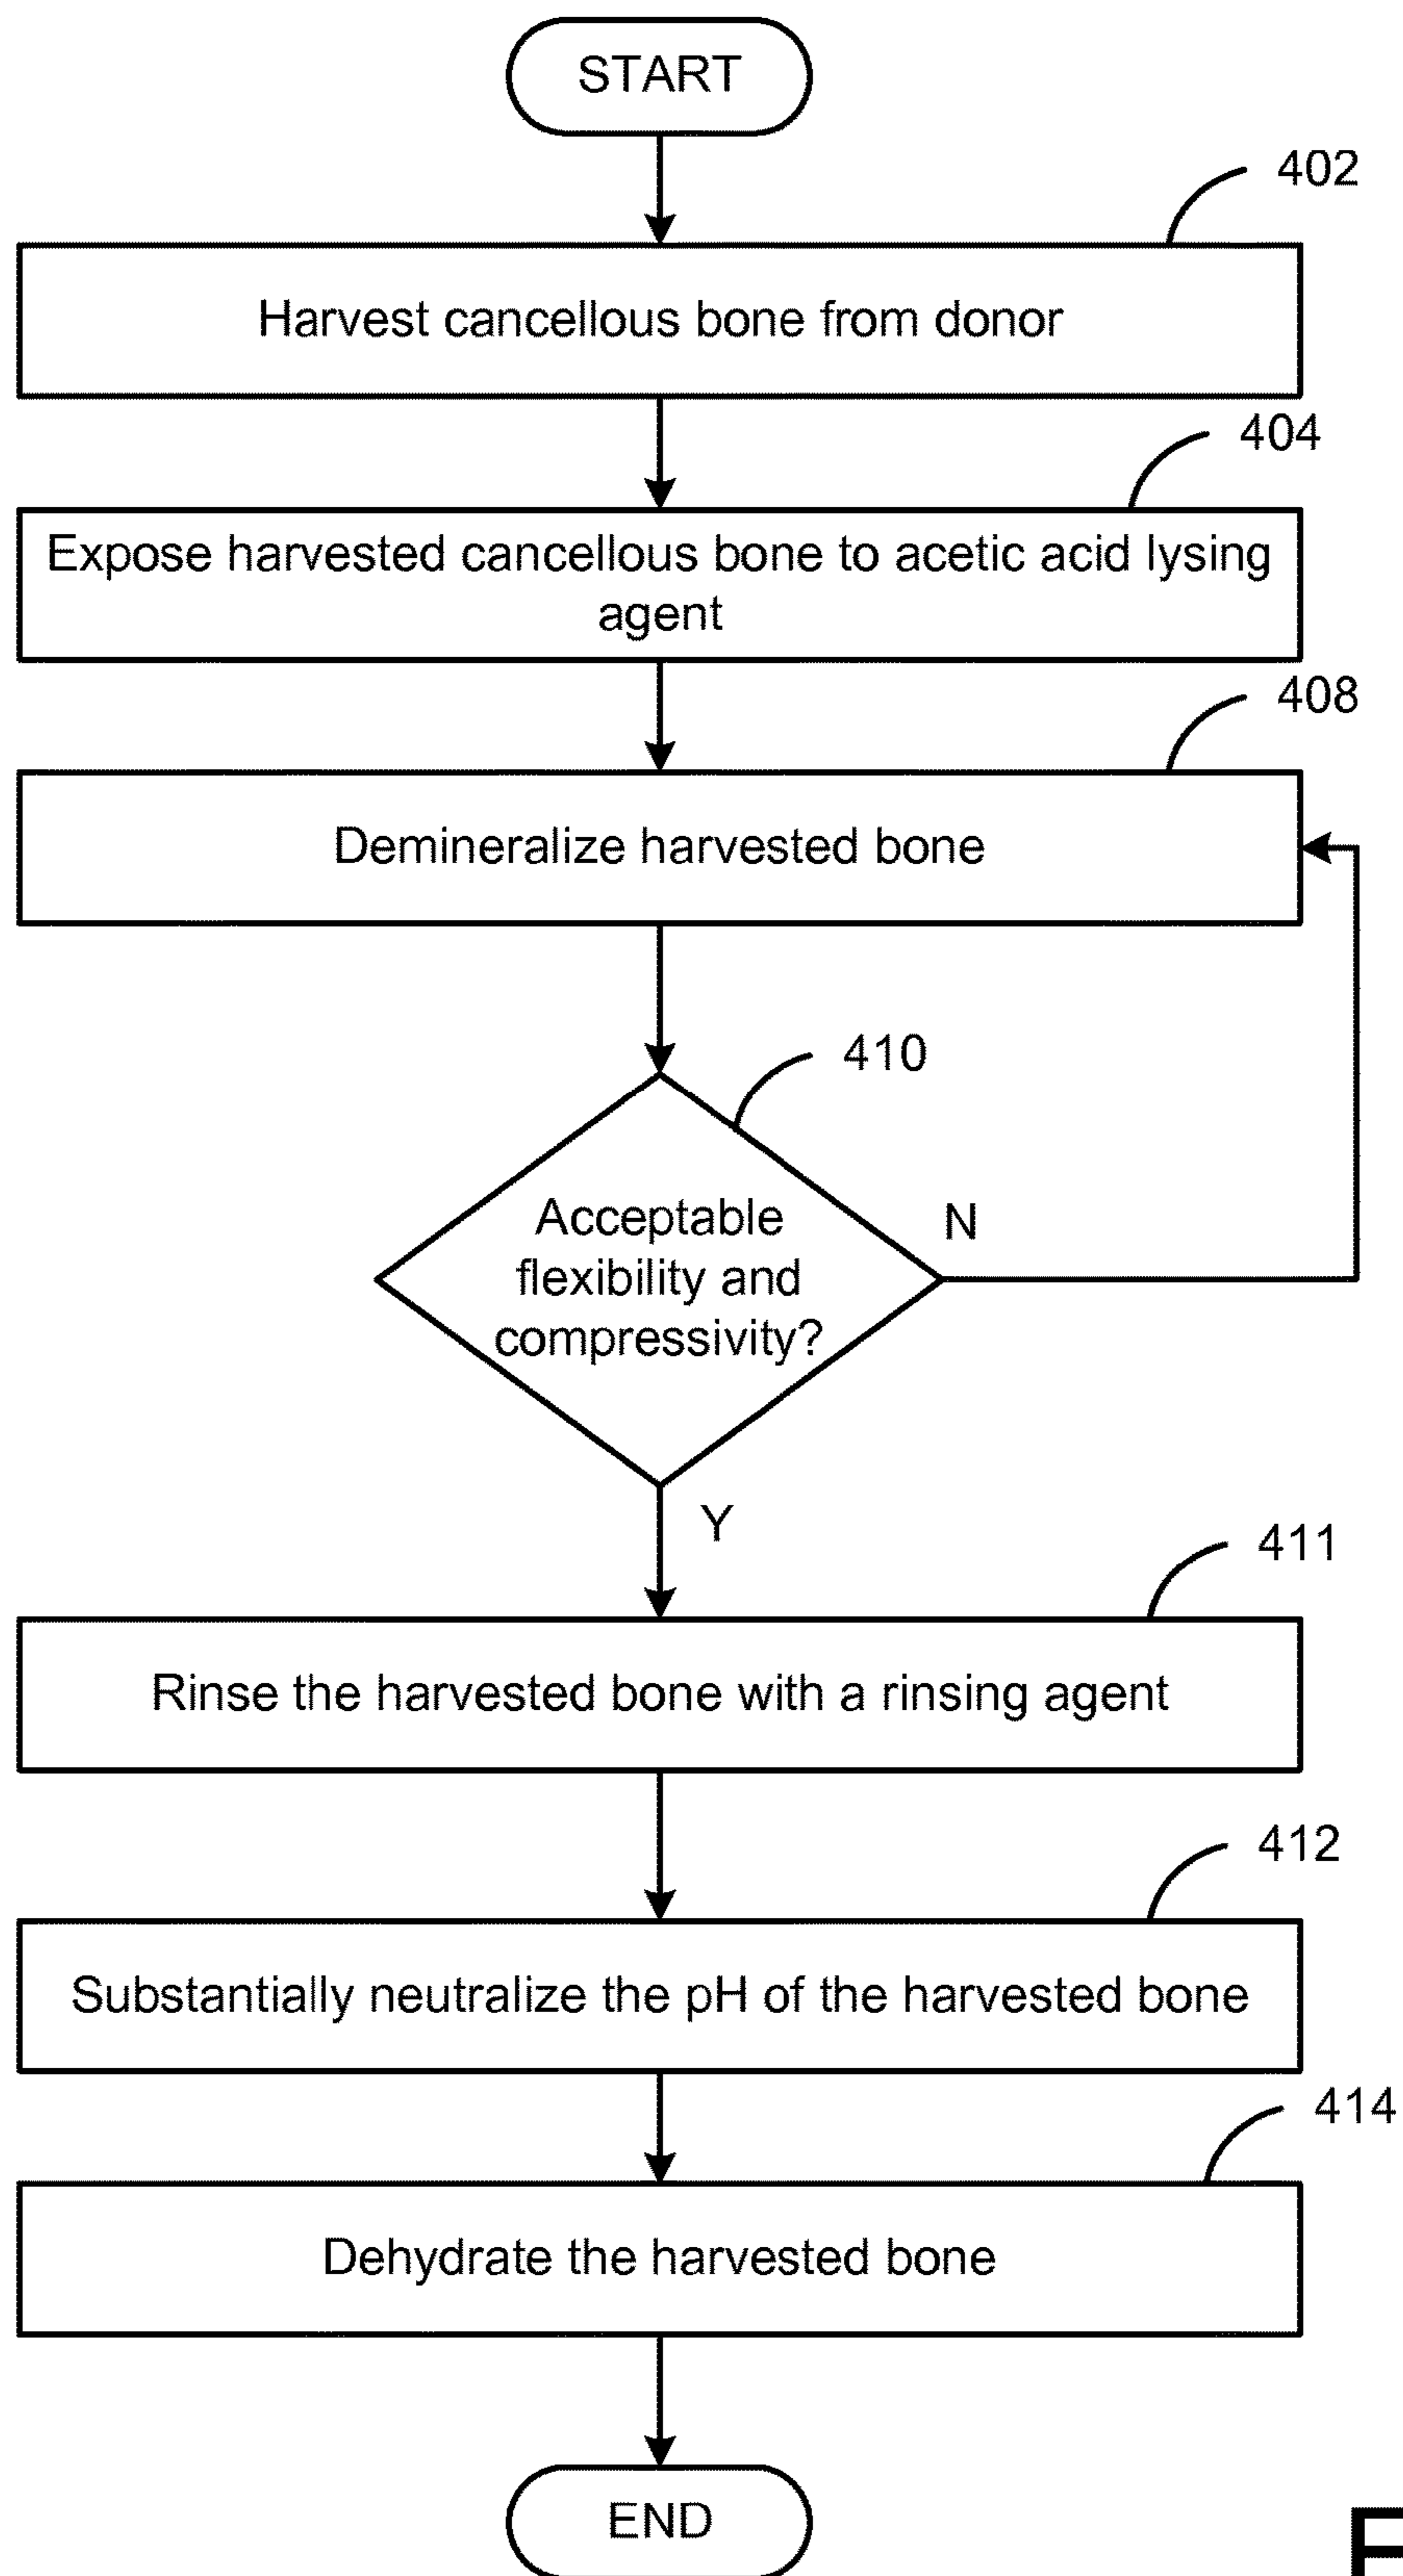 START
402
Harvest cancellous bone from donor
404
Expose harvested cancellous bone to acetic acid lysing
agent
408
Demineralize harvested bone
410
Acceptable
flexibility and
compressivity?
N
Y
411
Rinse the harvested bone with a rinsing agent
412
Substantially neutralize the pH of the harvested bone
414
Dehydrate the harvested bone
END